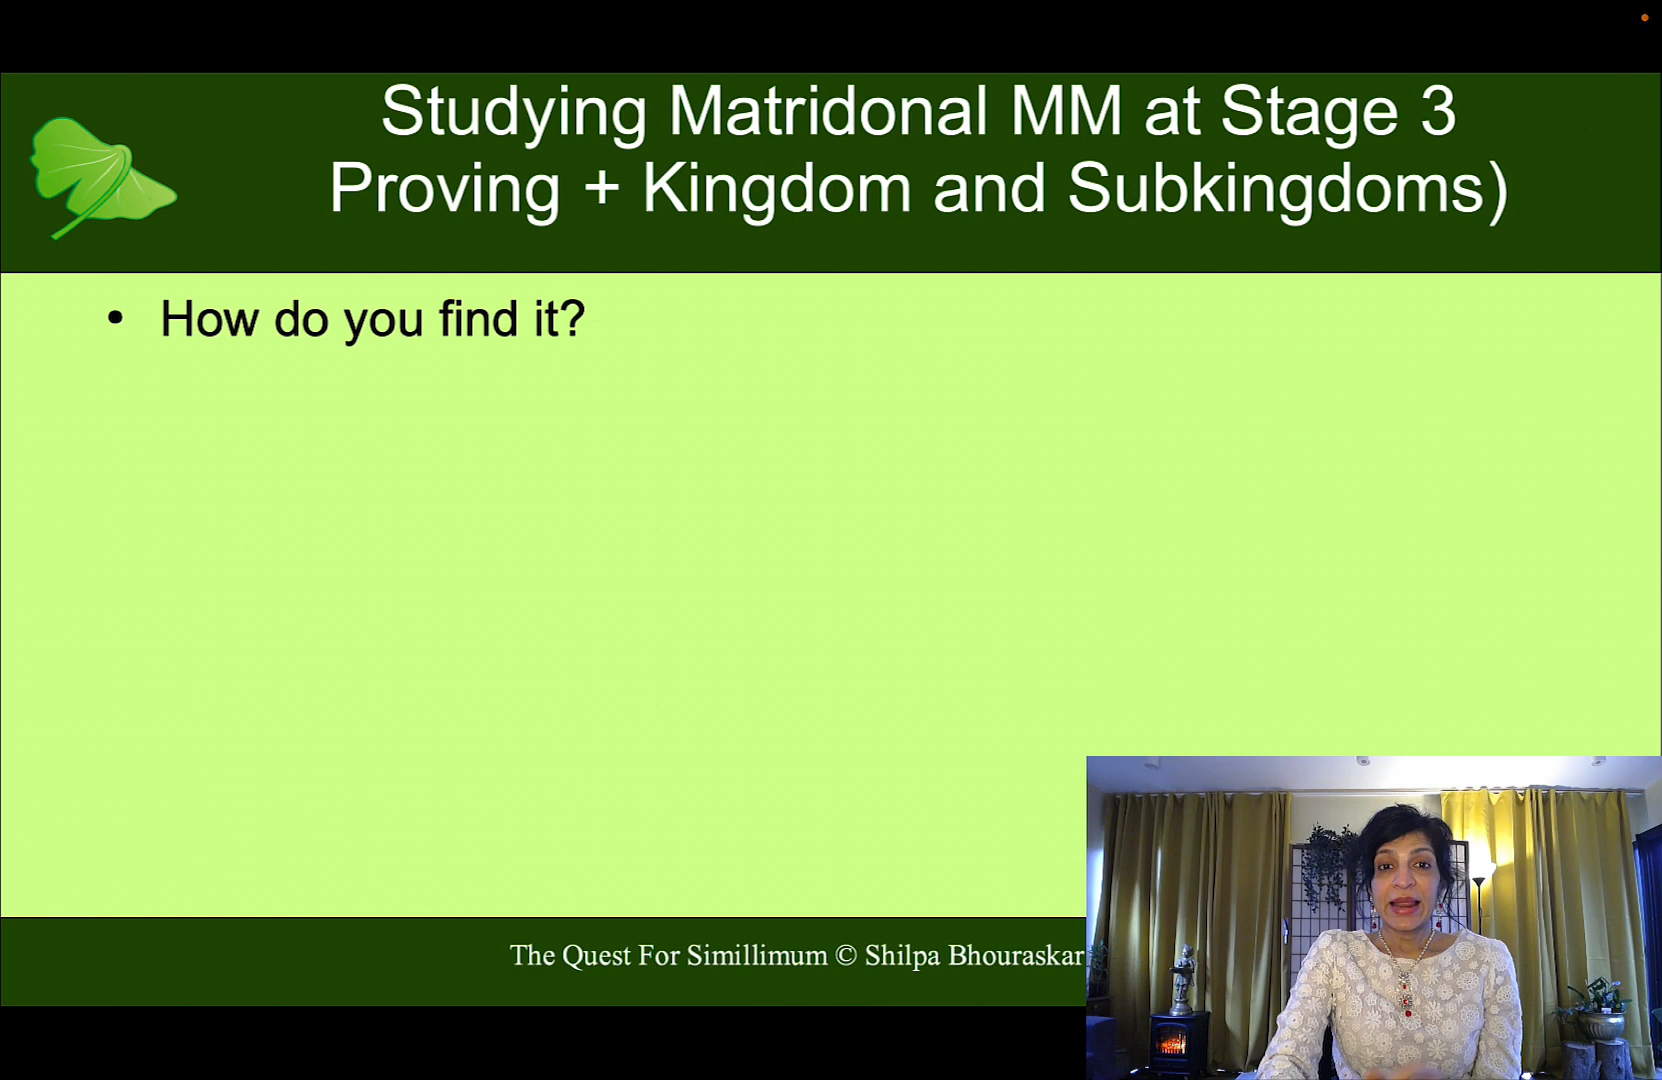 Studying Matridonal MM at Stage 3
Proving + Kingdom and Subkingdoms)
• How do you find it?
The Quest For Simillimum © Shilpa Bhouraskar